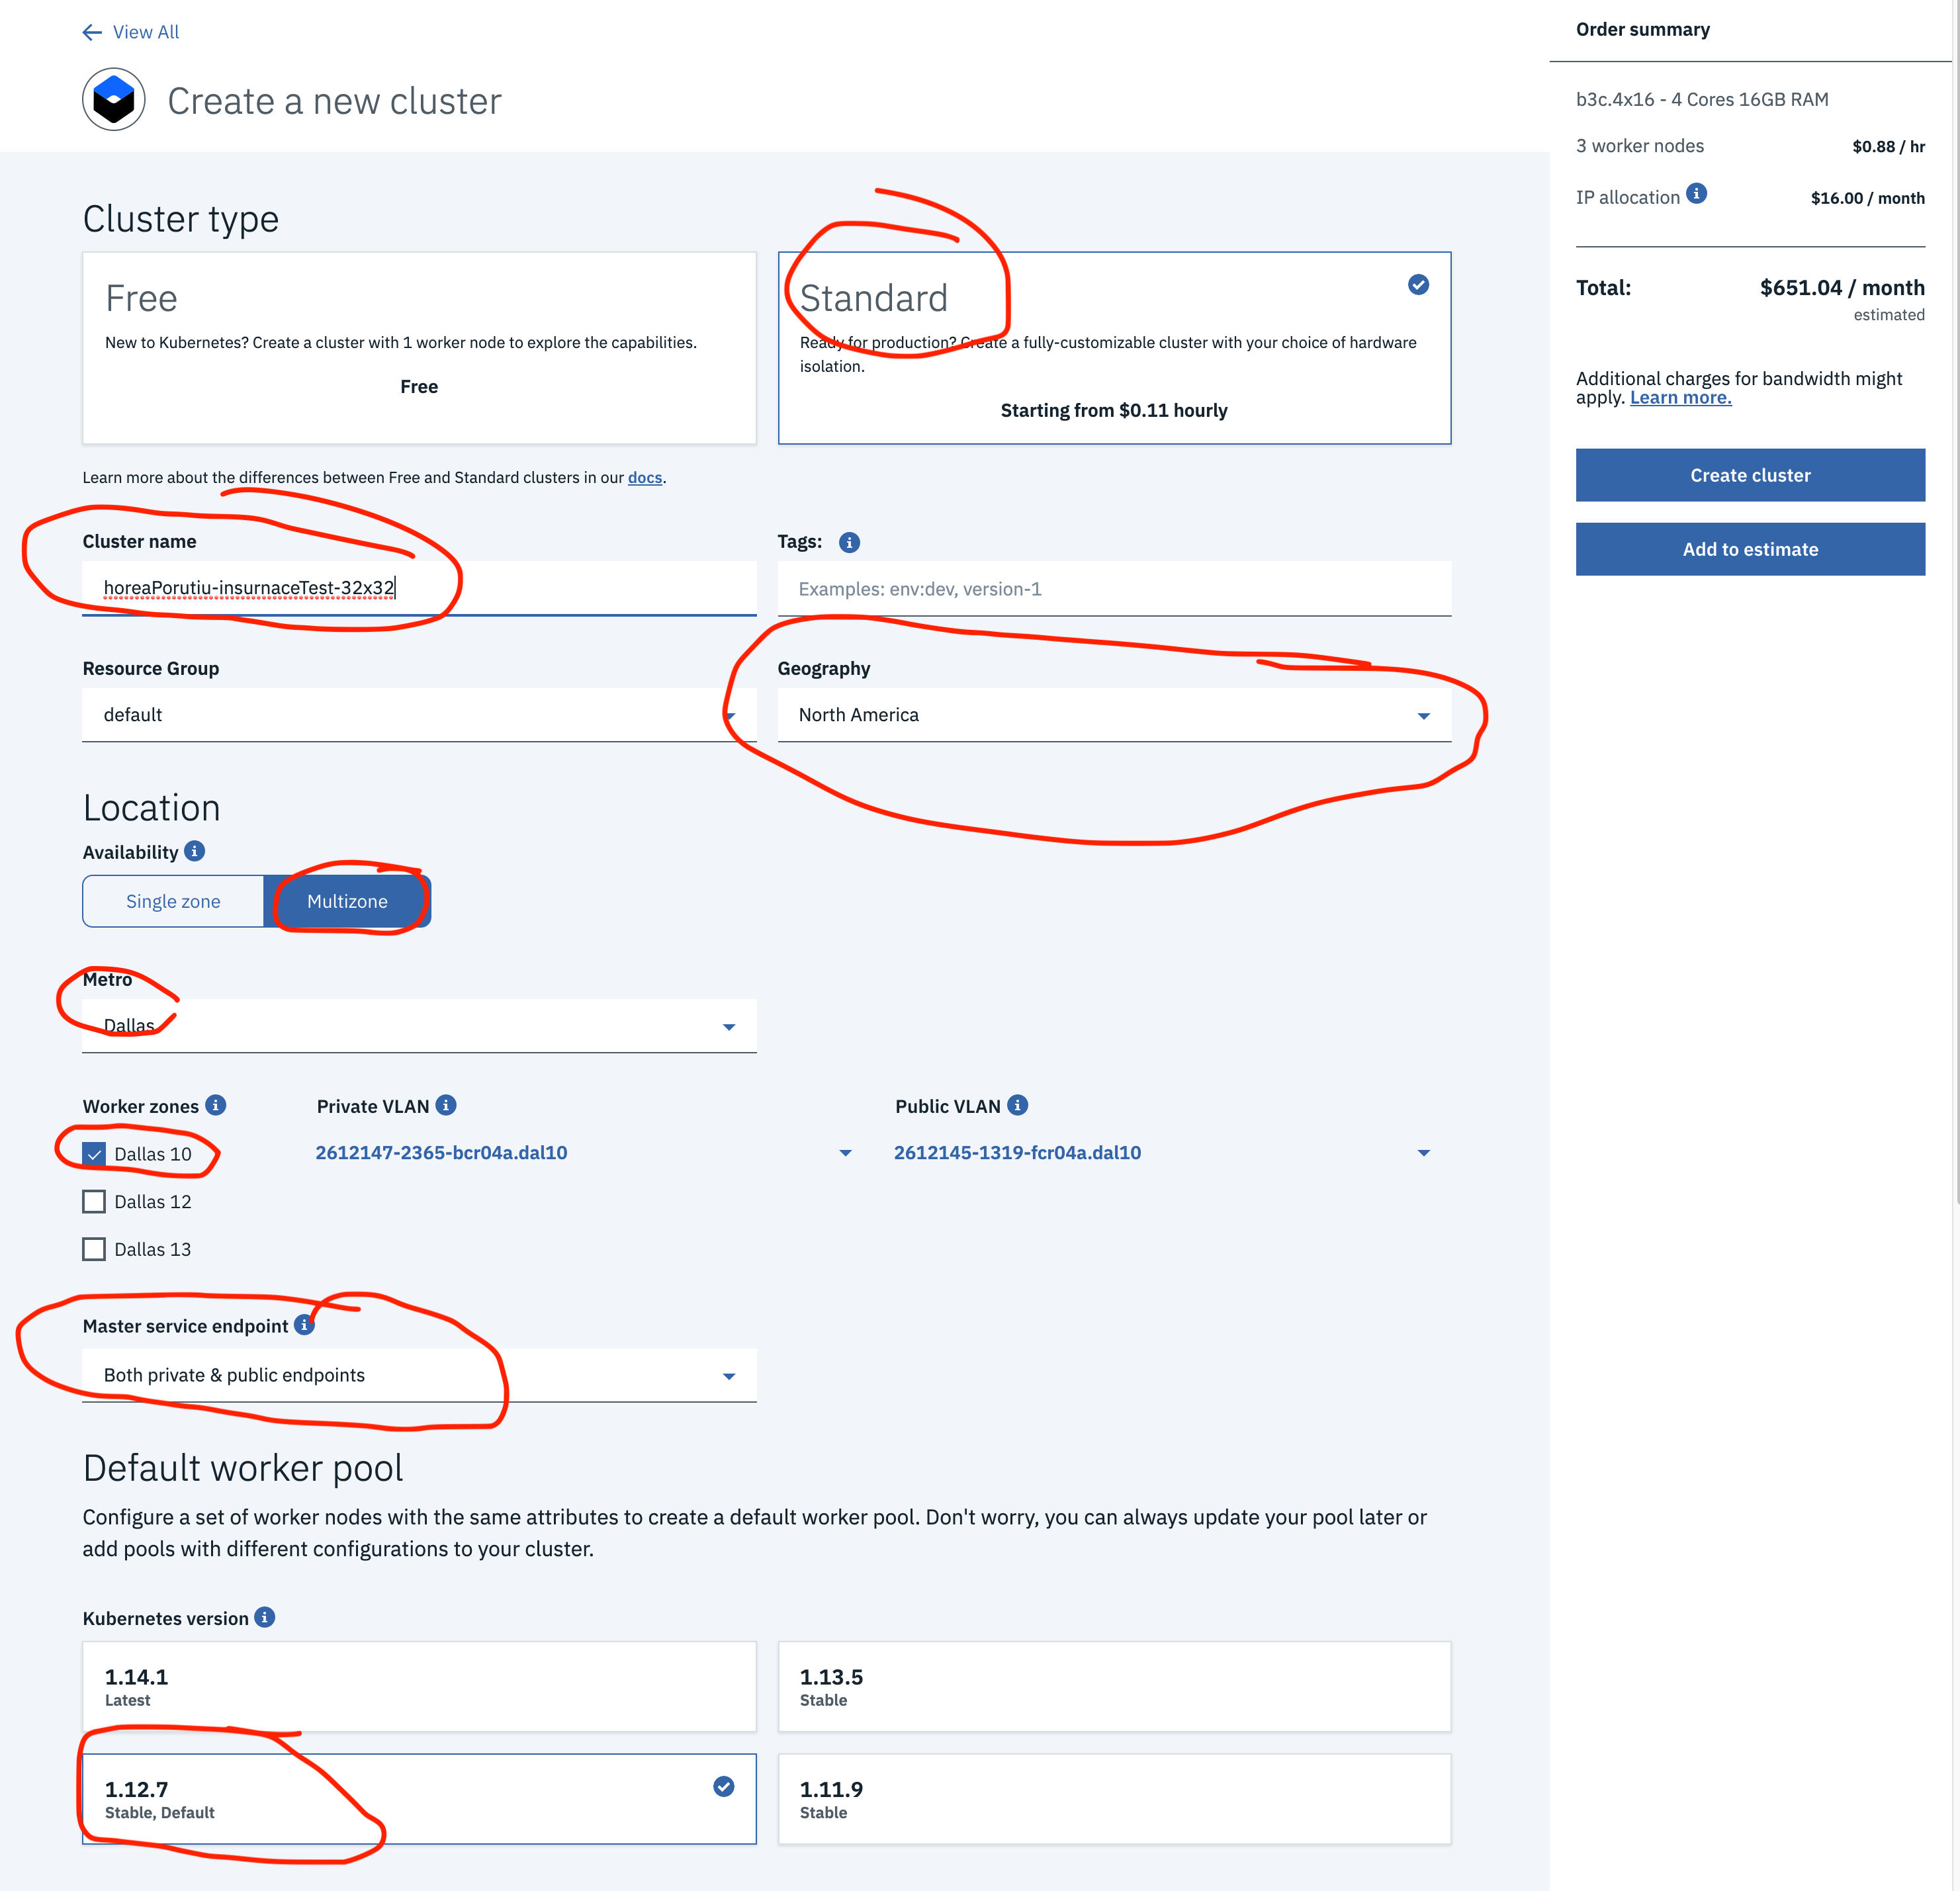 View All
Create a new cluster
Cluster type
Free
New to Kubernetes? Create a cluster with 1 worker node to explore the capabilities.
Free
Standard
Ready for production? Create a fully-customizable cluster with your choice of hardware
isolation.
Starting from $0.11 hourly
Learn more about the differences between Free and Standard clusters in our docs.
Cluster name
horeaPorutiu-insurnaceTest-32x32
Tags:
Examples: env:dev, version-1
Resource Group
default
Geography
North America
Location
Availability
Single zone
Multizone
Metro
Dallas
Worker zones
Private VLAN
Public VLAN
Dallas 10
2612147-2365-bcr04a.dal10
2612145-1319-fcr04a.dal10
Dallas 12
Dallas 13
Master service endpoint
Both private & public endpoints
Default worker pool
Configure a set of worker nodes with the same attributes to create a default worker pool. Don't worry, you can always update your pool later or
add pools with different configurations to your cluster.
Kubernetes version
1.14.1
Latest
1.13.5
Stable
1.12.7
Stable, Default
1.11.9
Stable
Order summary
b3c.4x16 - 4 Cores 16GB RAM
3 worker nodes $0.88 / hr
IP allocation $16.00 / month
Total: $651.04 / month
estimated
Additional charges for bandwidth might
apply. Learn more.
Create cluster
Add to estimate